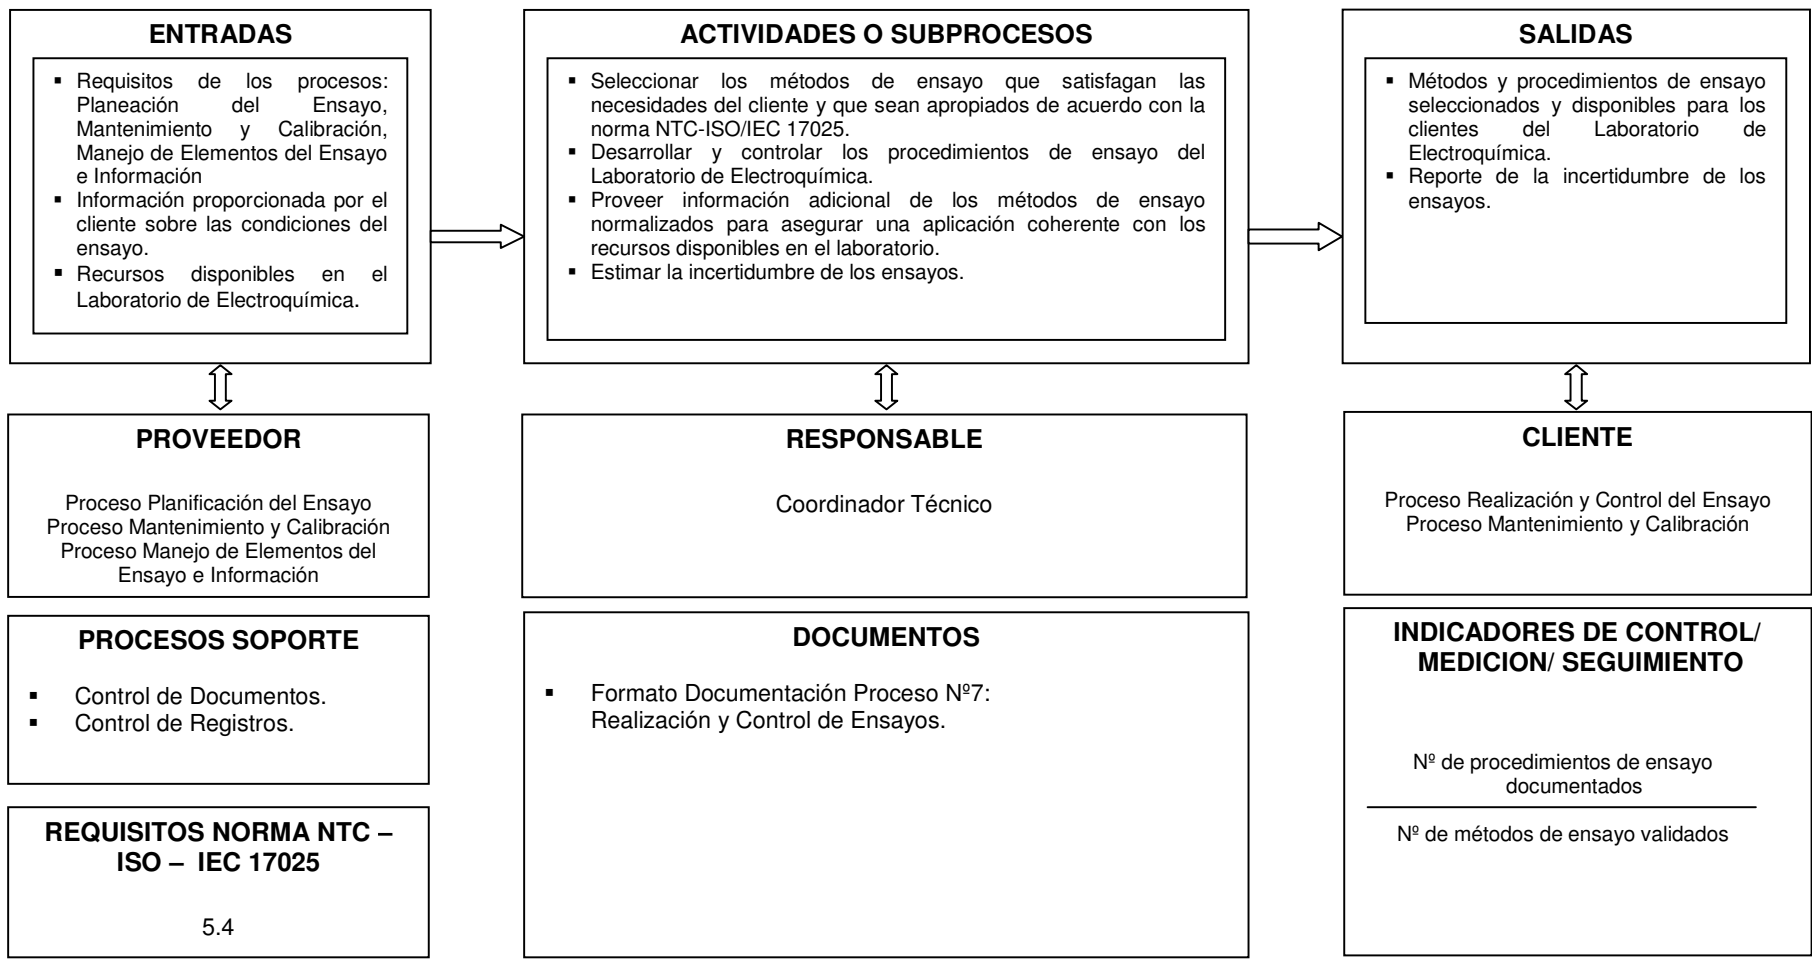 ENTRADAS
▪ Requisitos de los procesos:
Planeación del Ensayo,
Mantenimiento y Calibración,
Manejo de Elementos del Ensayo
e Información
▪ Información proporcionada por el
cliente sobre las condiciones del
ensayo.
▪ Recursos disponibles en el
Laboratorio de Electroquímica.
ACTIVIDADES O SUBPROCESOS
▪ Seleccionar los métodos de ensayo que satisfagan las
necesidades del cliente y que sean apropiados de acuerdo con la
norma NTC-ISO/IEC 17025.
▪ Desarrollar y controlar los procedimientos de ensayo del
Laboratorio de Electroquímica.
▪ Proveer información adicional de los métodos de ensayo
normalizados para asegurar una aplicación coherente con los
recursos disponibles en el laboratorio.
▪ Estimar la incertidumbre de los ensayos.
SALIDAS
▪ Métodos y procedimientos de ensayo
seleccionados y disponibles para los
clientes del Laboratorio de
Electroquímica.
▪ Reporte de la incertidumbre de los
ensayos.
PROVEEDOR
Proceso Planificación del Ensayo
Proceso Mantenimiento y Calibración
Proceso Manejo de Elementos del
Ensayo e Información
RESPONSABLE
Coordinador Técnico
CLIENTE
Proceso Realización y Control del Ensayo
Proceso Mantenimiento y Calibración
PROCESOS SOPORTE
▪ Control de Documentos.
▪ Control de Registros.
DOCUMENTOS
▪ Formato Documentación Proceso Nº7:
Realización y Control de Ensayos.
INDICADORES DE CONTROL/
MEDICION/ SEGUIMIENTO
Nº de procedimientos de ensayo
documentados
Nº de métodos de ensayo validados
REQUISITOS NORMA NTC –
ISO – IEC 17025
5.4